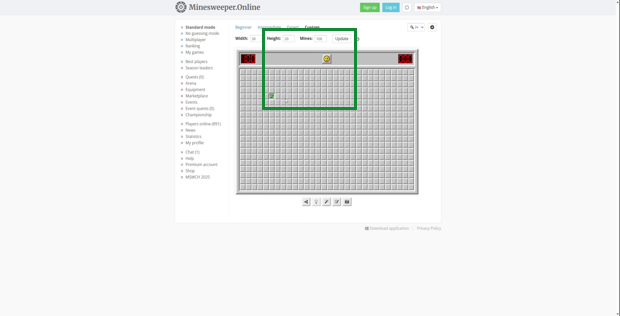 Minesweeper.Online
Sign up
Log in
English
Standard mode
No guessing mode
Multiplayer
Ranking
My games
Best players
Season leaders
Quests
Arena
Equipment
Marketplace
Events
Event quests
Championship
Players online
News
Statistics
My profile
Chat (1)
Help
Premium account
Shop
Beginner
Custom
Width:
Height:
Mines:
Update
Download application
Privacy Policy